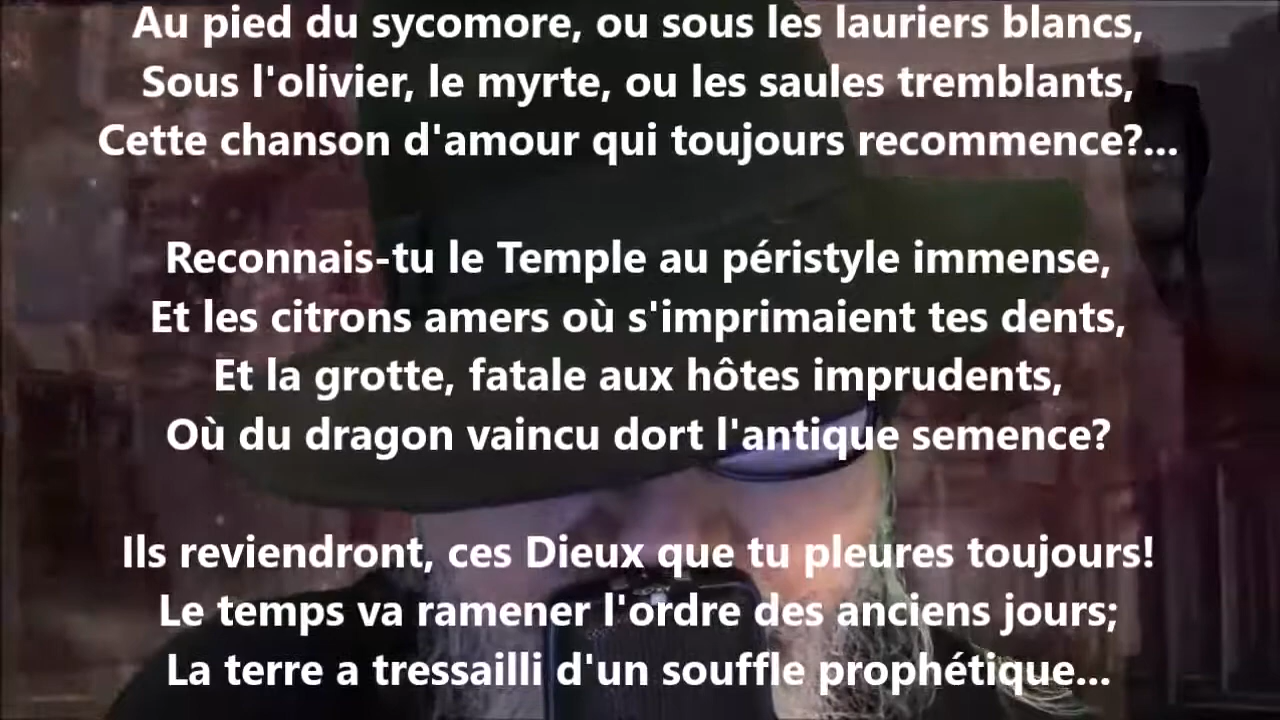 Au pied du sycomore, ou sous les lauriers blancs,
Sous l'olivier, le myrte, ou les saules tremblants,
Cette chanson d'amour qui toujours recommence?...
Reconnais-tu le Temple au péristyle immense,
Et les citrons amers où s'imprimaient tes dents,
Et la grotte, fatale aux hôtes imprudents,
Où du dragon vaincu dort l'antique semence?
Ils reviendront, ces Dieux que tu pleures toujours!
Le temps va ramener l'ordre des anciens jours;
La terre a tressailli d'un souffle prophétique...